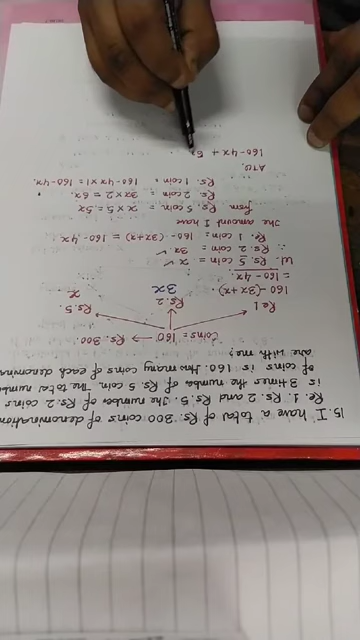 15. I have a total of Rs. 300 coins of denomination
Re. 1. Rs. 2 and Rs. 5. The number of Rs. 2 coins
is 3 times the number of Rs. 5 coin. The total number
of coins is 160. How many coins of each denomin
are with me?
Coins = 160 → Rs. 300
Re 1 Rs. 2 Rs. 5.
160-(3x+x). 3x x
= 160-4x.
Rs. 5 coin = x ✓
∴ Rs. 2 coin = 3x ✓
Rs. 1 coin = 160-(3x+x) = 160-4x
The amount I have
from Rs. 5 coin = x × 5 = 5x
Rs. 2 coin = 3x × 2 = 6x
Rs. 1 coin = 160-4x × 1 = 160-4x.
ATQ.
160-4x +